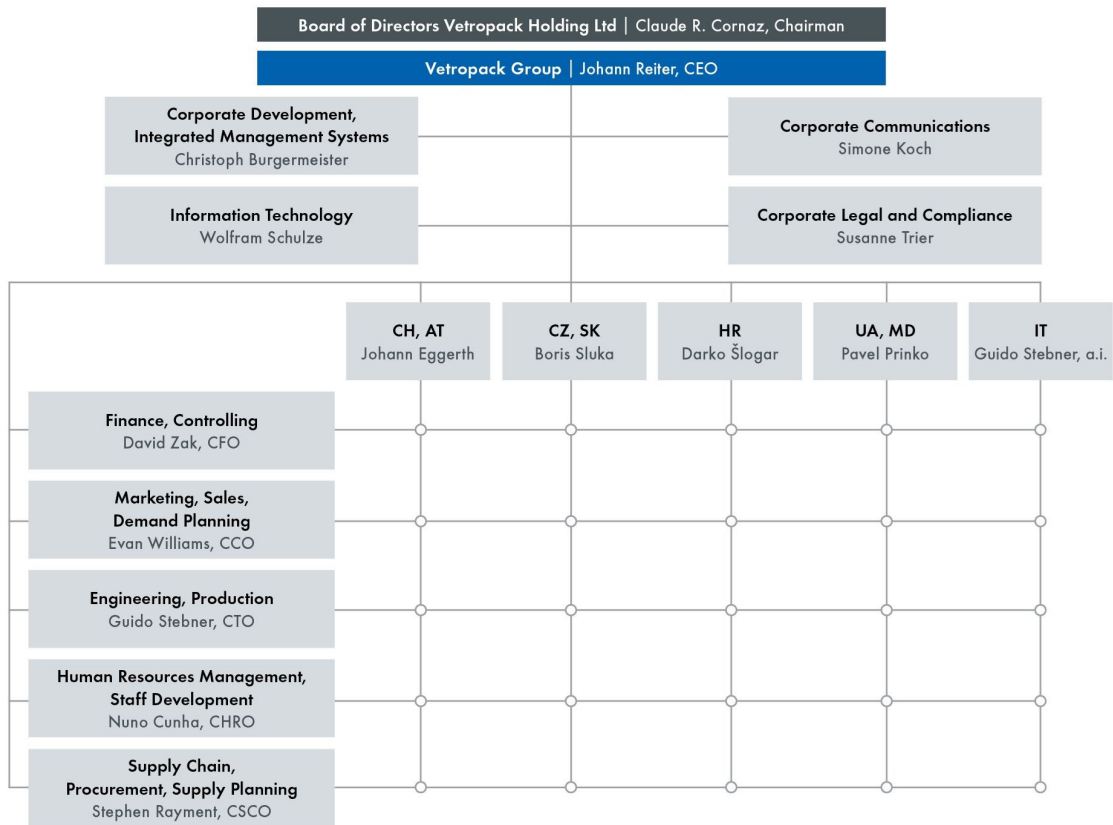 Board of Directors Vetropack Holding Ltd | Claude R. Cornaz, Chairman
Vetropack Group | Johann Reiter, CEO
Corporate Development,
Integrated Management Systems
Christoph Burgermeister
Corporate Communications
Simone Koch
Information Technology
Wolfram Schulze
Corporate Legal and Compliance
Susanne Trier
CH, AT
Johann Eggerth
CZ, SK
Boris Sluka
HR
Darko Šlogar
UA, MD
Pavel Prinko
IT
Guido Stebner, a.i.
Finance, Controlling
David Zak, CFO
Marketing, Sales,
Demand Planning
Evan Williams, CCO
Engineering, Production
Guido Stebner, CTO
Human Resources Management,
Staff Development
Nuno Cunha, CHRO
Supply Chain,
Procurement, Supply Planning
Stephen Rayment, CSCO